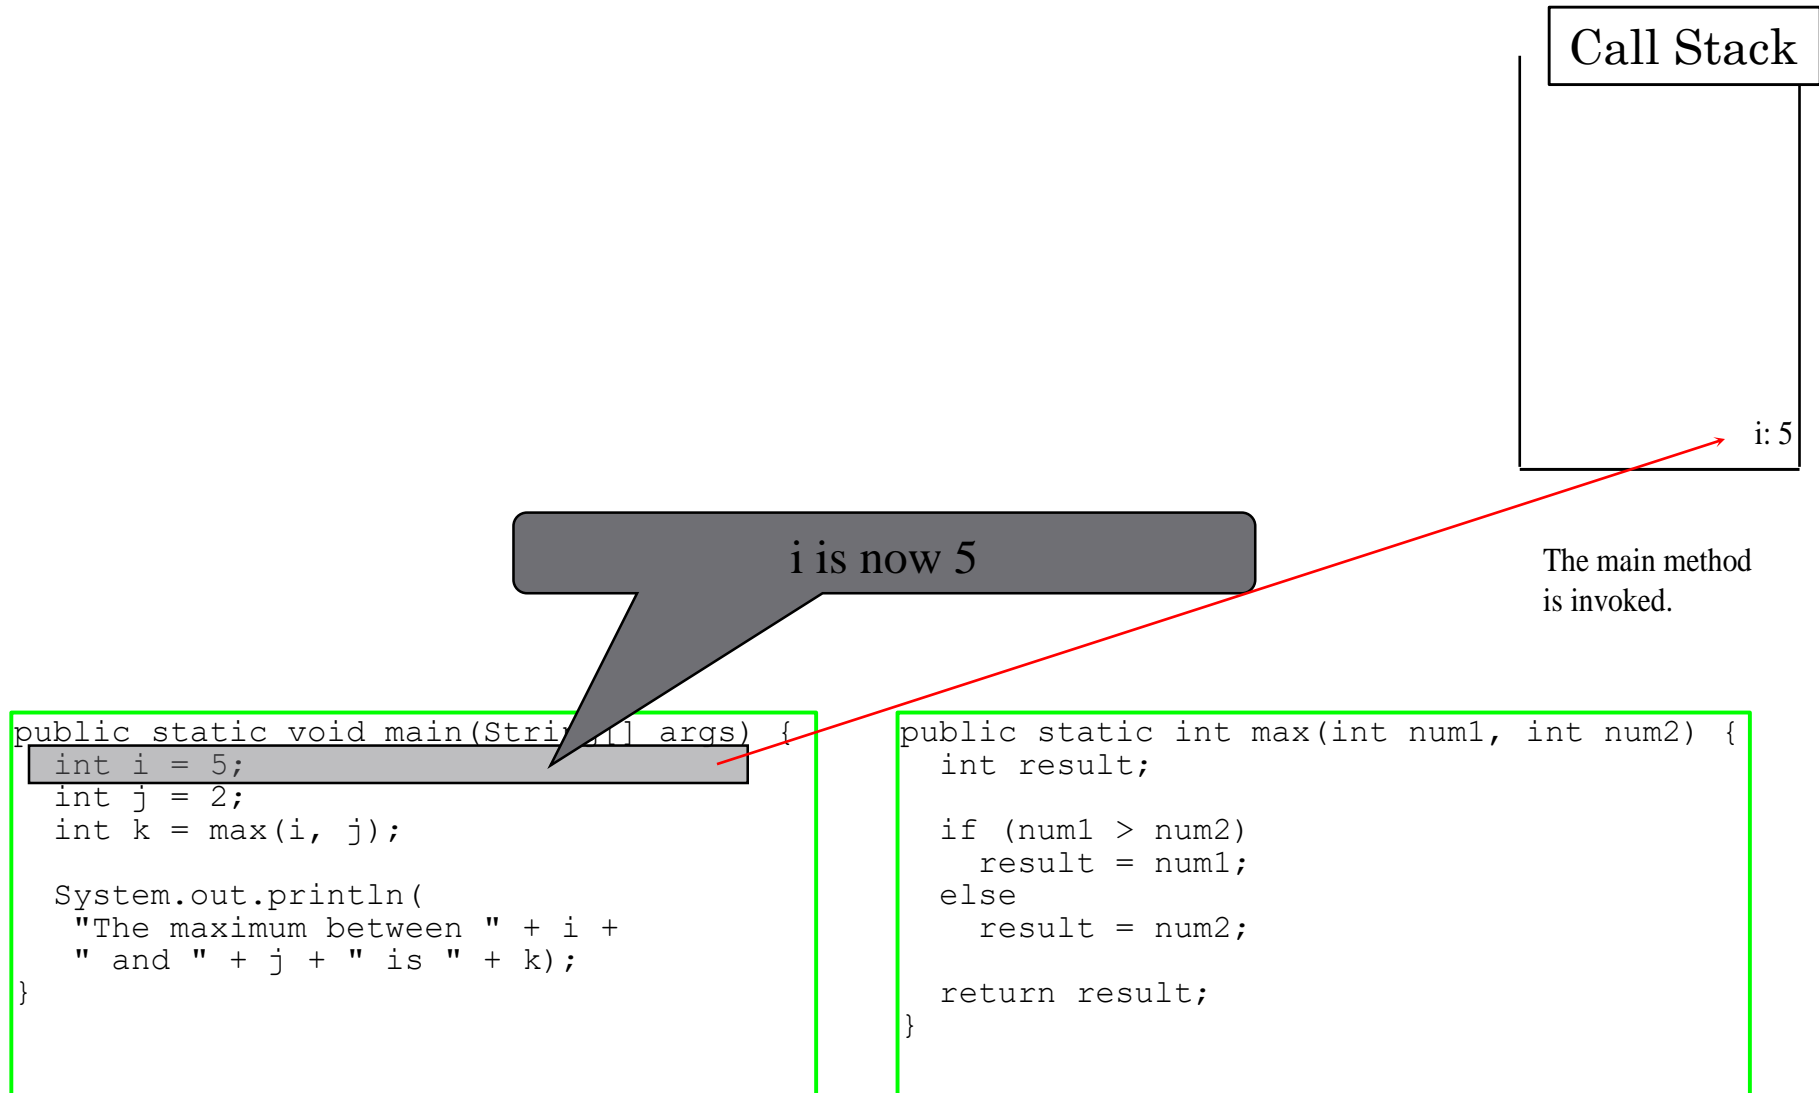 Call Stack
i: 5
i is now 5
The main method
is invoked.
public static void main(String[] args) {
  int i = 5;
  int j = 2;
  int k = max(i, j);
  System.out.println(
   "The maximum between " + i +
   " and " + j + " is " + k);
}
public static int max(int num1, int num2) {
  int result;
  if (num1 > num2)
    result = num1;
  else
    result = num2;
  return result;
}